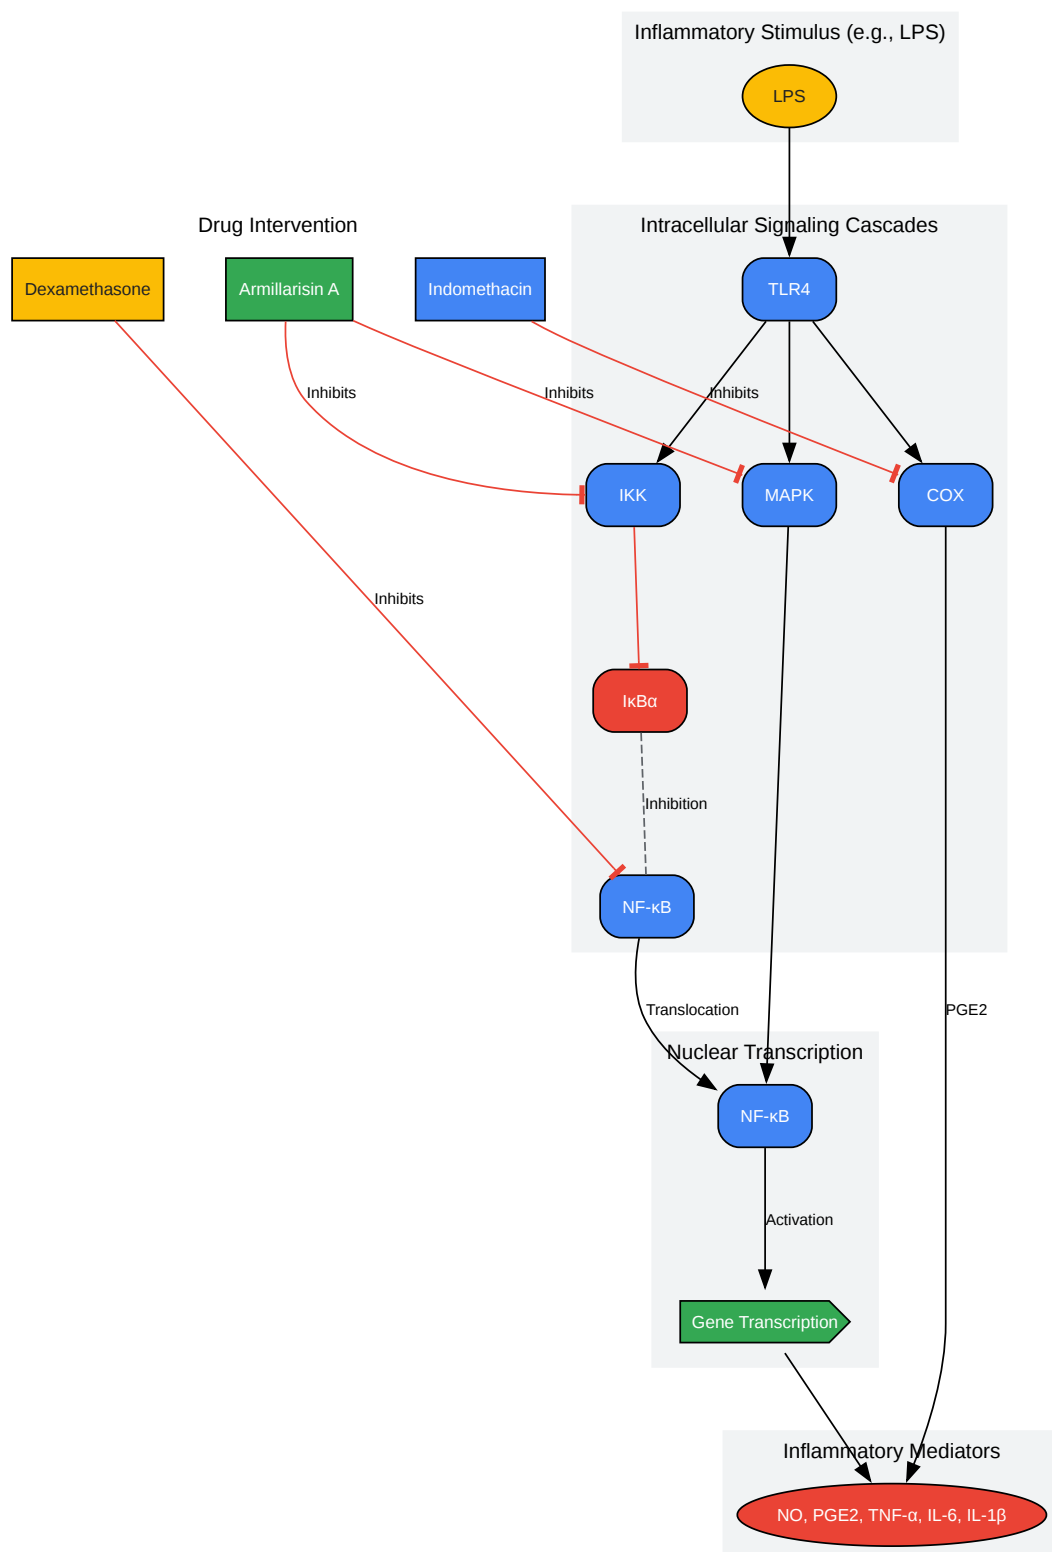 Inflammatory Stimulus (e.g., LPS)
LPS
Drug Intervention
Intracellular Signaling Cascades
Dexamethasone
Armillarisin A
Indomethacin
TLR4
Inhibits
Inhibits
Inhibits
IKK
MAPK
COX
Inhibits
IκBα
Inhibition
NF-κB
Translocation
PGE2
Nuclear Transcription
NF-κB
Activation
Gene Transcription
Inflammatory Mediators
NO, PGE2, TNF-α, IL-6, IL-1β